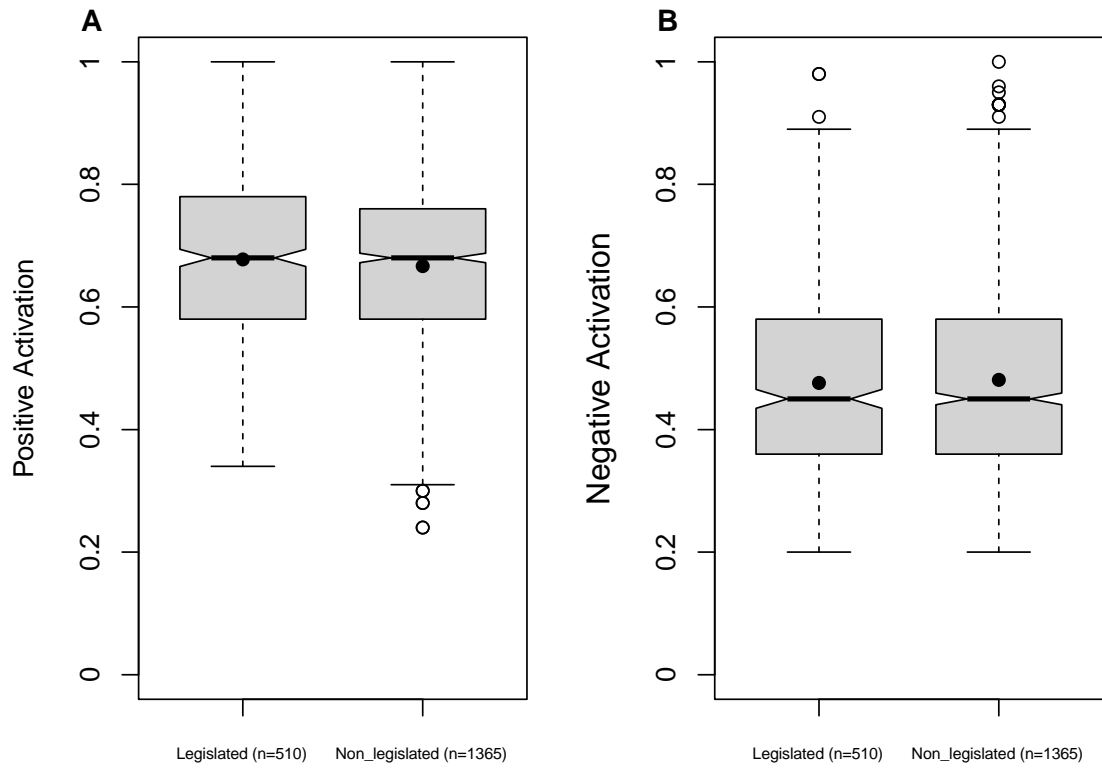 A
Positive Activation
1
0.8
0.6
0.4
0.2
0
Legislated (n=510) Non_legislated (n=1365)
B
Negative Activation
1
0.8
0.6
0.4
0.2
0
Legislated (n=510) Non_legislated (n=1365)